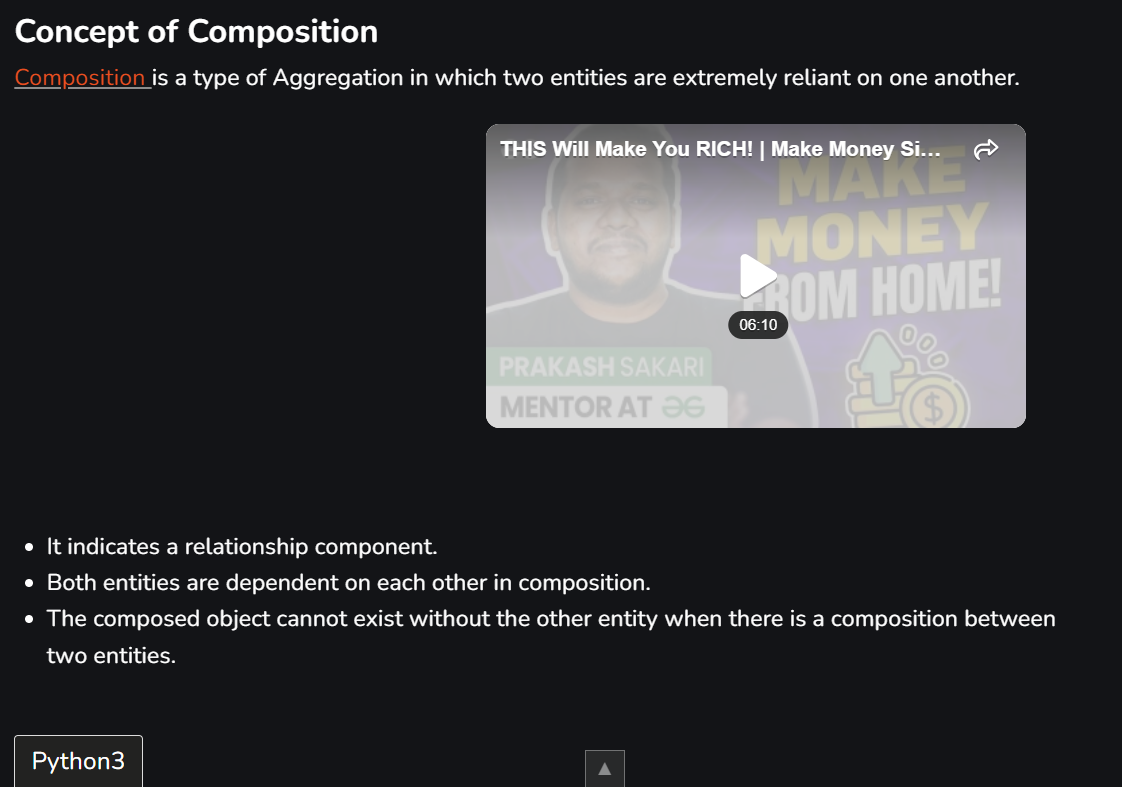 Concept of Composition
Composition is a type of Aggregation in which two entities are extremely reliant on one another.
THIS Will Make You RICH! | Make Money Si...
MAKE
MONEY
FROM HOME!
06:10
PRAKASH SAKARI
MENTOR AT
$
• It indicates a relationship component.
• Both entities are dependent on each other in composition.
• The composed object cannot exist without the other entity when there is a composition between
two entities.
Python3